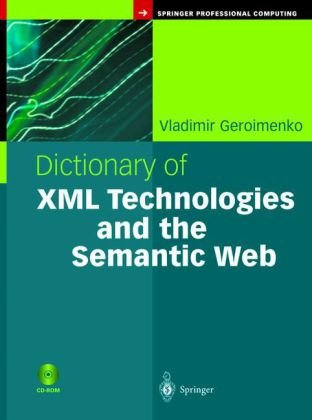 → SPRINGER PROFESSIONAL COMPUTING
Vladimir Geroimenko
Dictionary of
XML Technologies
and the
Semantic Web
CD-ROM
Springer